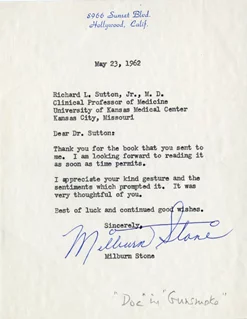 8966 Sunset Blvd.
Hollywood, Calif.
May 23, 1962
Richard L. Sutton, Jr., M. D.
Clinical Professor of Medicine
University of Kansas Medical Center
Kansas City, Missouri
Dear Dr. Sutton:
Thank you for the book that you sent
to me. I am looking forward to reading it
as soon as time permits.
I appreciate your kind gesture and the
sentiments which prompted it. It was
very thoughtful of you.
Best of luck and continued good wishes.
Sincerely,
Milburn Stone
Milburn Stone
"Doc" in "Gunsmoke"